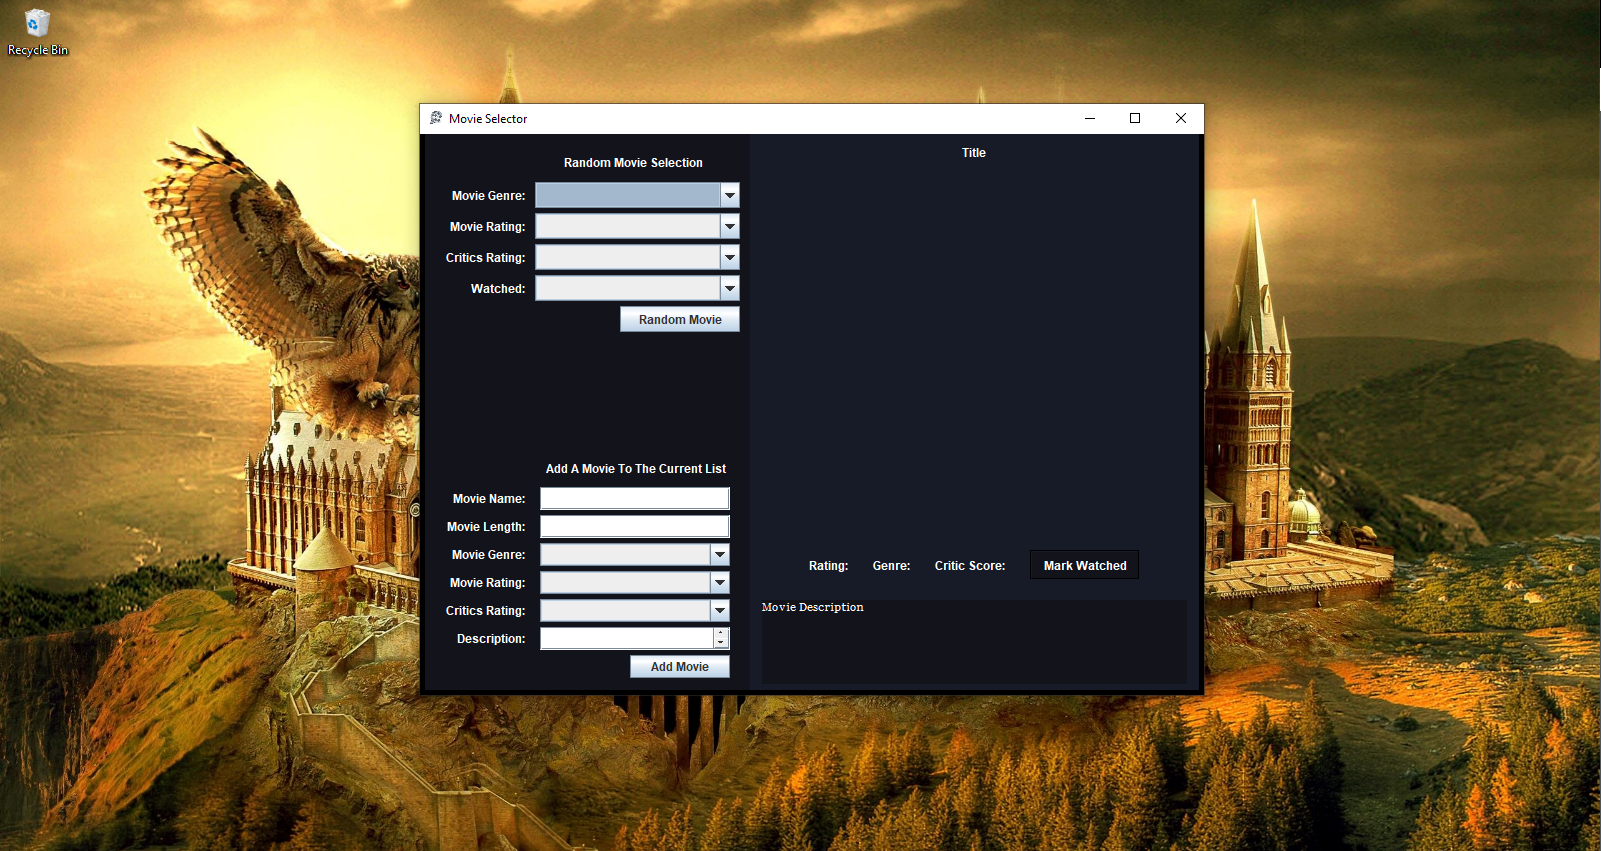 Recycle Bin
Movie Selector
Random Movie Selection
Movie Genre:
Movie Rating:
Critics Rating:
Watched:
Random Movie
Add A Movie To The Current List
Movie Name:
Movie Length:
Movie Genre:
Movie Rating:
Critics Rating:
Description:
Add Movie
Title
Rating: Genre: Critic Score: Mark Watched
Movie Description